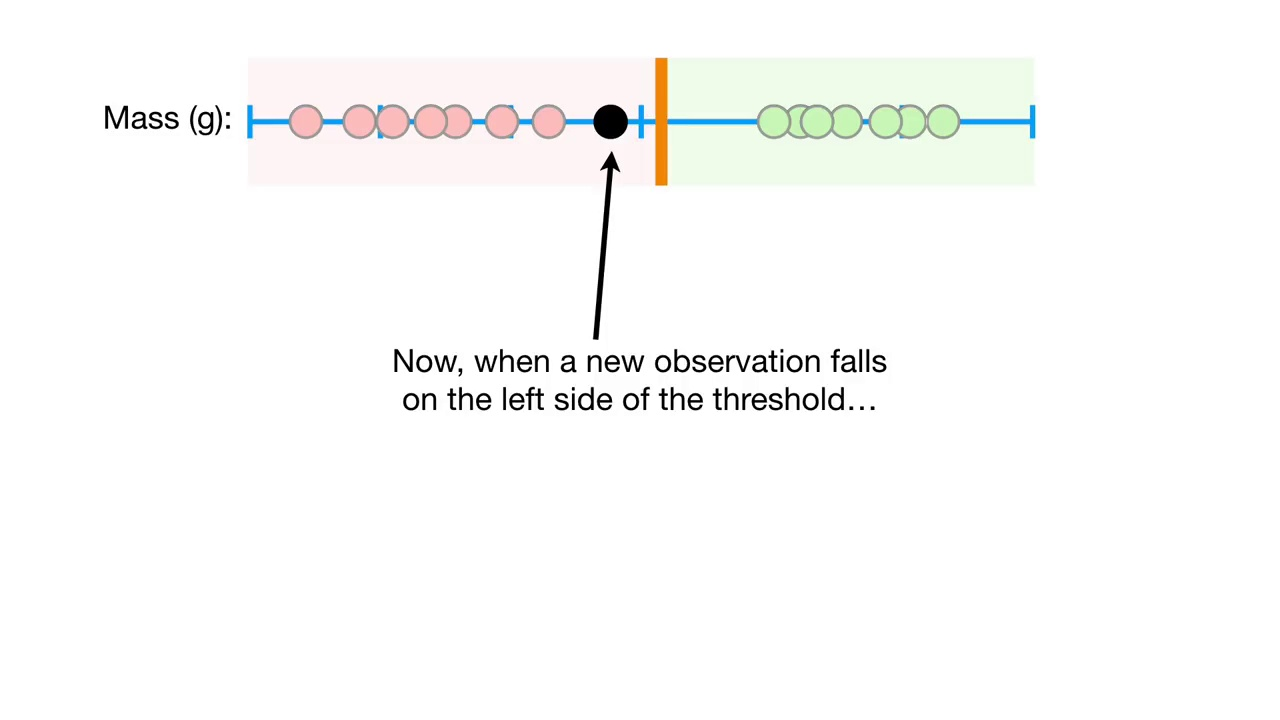 Mass (g):
Now, when a new observation falls
on the left side of the threshold…